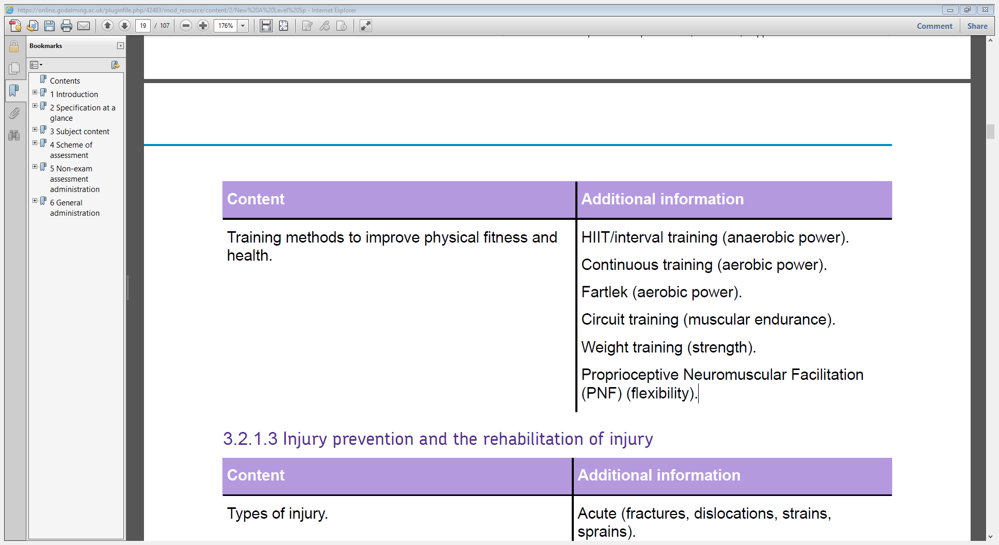 https://online.godalming.ac.uk/pluginfile.php/42483/mod_resource/content/2/New%20A%20Level%20Sp - Internet Explorer
19 / 107
176%
Comment
Share
Bookmarks
Contents
1 Introduction
2 Specification at a
glance
3 Subject content
4 Scheme of
assessment
5 Non-exam
assessment
administration
6 General
administration
Content
Additional information
Training methods to improve physical fitness and
health.
HIIT/interval training (anaerobic power).
Continuous training (aerobic power).
Fartlek (aerobic power).
Circuit training (muscular endurance).
Weight training (strength).
Proprioceptive Neuromuscular Facilitation
(PNF) (flexibility).
3.2.1.3 Injury prevention and the rehabilitation of injury
Content
Additional information
Types of injury.
Acute (fractures, dislocations, strains,
sprains).